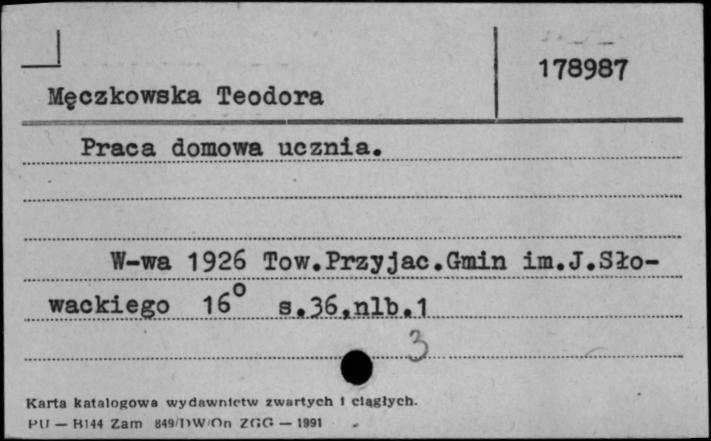 178987
Męczkowska Teodora
Praca domowa ucznia.
W-wa 1926 Tow.Przyjac.Gmin im.J.Sło-
wackiego 16° s.36,nlb.1
3
Karta katalogowa wydawnictw zwartych i ciągłych.
PU — H144 Zam 849/DW/On ZGG — 1991